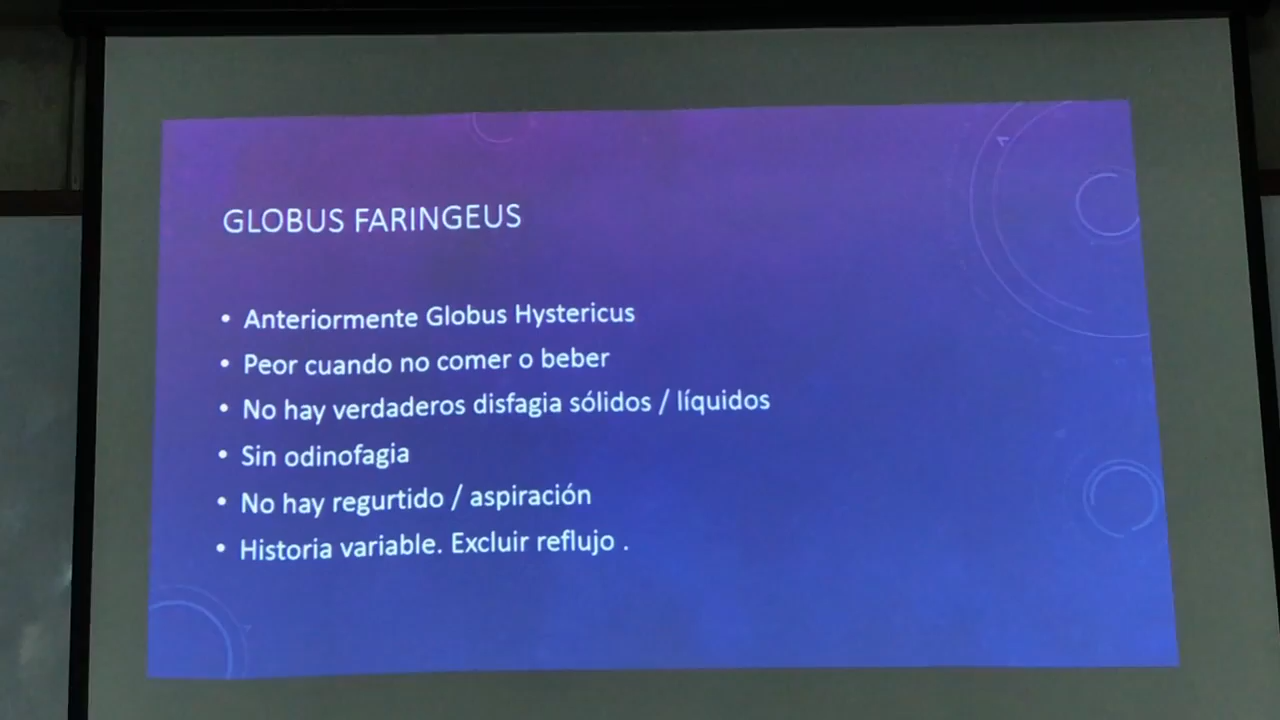 GLOBUS FARINGEUS
• Anteriormente Globus Hystericus
• Peor cuando no comer o beber
• No hay verdaderos disfagia sólidos / líquidos
• Sin odinofagia
• No hay regurtido / aspiración
• Historia variable. Excluir reflujo .